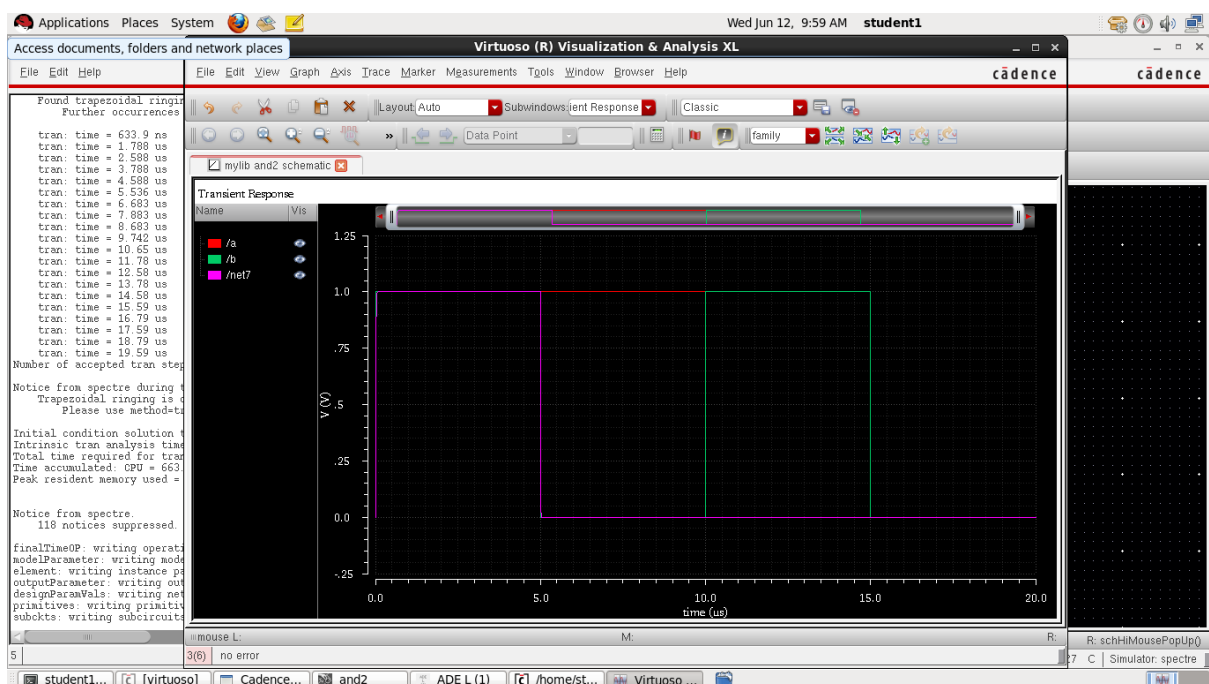 Applications Places System Wed Jun 12, 9:59 AM student1
Access documents, folders and network places
Virtuoso (R) Visualization & Analysis XL
File Edit Help
File Edit View Graph Axis Trace Marker Measurements Tools Window Browser Help cādence
cādence
Layout: Auto Subwindows: ient Response Classic
» Data Point family
mylib and2 schematic
Transient Response
Name Vis
/a
/b
/net7
1.25
1.0
.75
.5
.25
0.0
-.25
V (V)
0.0 5.0 10.0 15.0 20.0
time (us)
mouse L: M: R:
3(6) no error
Found trapezoidal
Further occurrences
tran: time = 633.9 ns
tran: time = 1.788 us
tran: time = 2.588 us
tran: time = 3.788 us
tran: time = 4.588 us
tran: time = 5.536 us
tran: time = 6.683 us
tran: time = 7.883 us
tran: time = 8.683 us
tran: time = 9.742 us
tran: time = 10.65 us
tran: time = 11.78 us
tran: time = 12.58 us
tran: time = 13.78 us
tran: time = 14.58 us
tran: time = 15.59 us
tran: time = 16.79 us
tran: time = 17.59 us
tran: time = 18.79 us
tran: time = 19.59 us
Number of accepted tran step
Notice from spectre during
Trapezoidal ringing is
Please use
Initial condition solution
Intrinsic tran analysis time
Total time required for tran
Time accumulated: CPU = 663.
Peak resident memory used =
Notice from spectre.
118 notices suppressed.
finalTimeOP: writing operati
modelParameter: writing mode
element: writing instance pa
outputParameter: writing out
designParamVals: writing net
primitives: writing primitiv
subckts: writing subcircuits
5
R: schHiMousePopUp()
27 C Simulator: spectre
student1... [virtuoso] Cadence... and2 ADE L (1) /home/st... Virtuoso ...